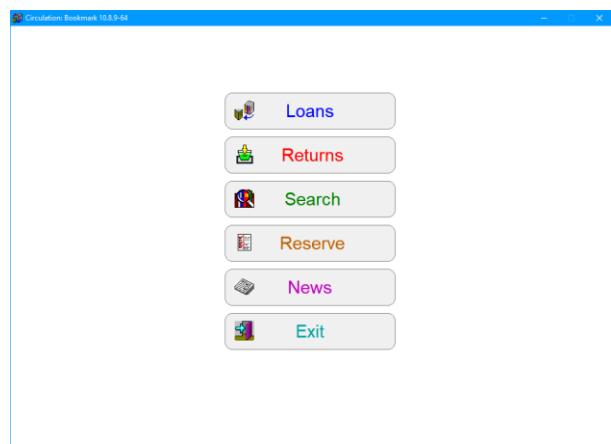 Circulation: Bookmark 10.8.9-64
Loans
Returns
Search
Reserve
News
Exit